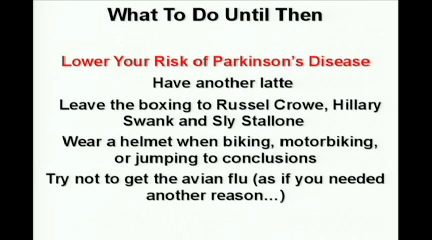 What To Do Until Then
Lower Your Risk of Parkinson's Disease
Have another latte
Leave the boxing to Russel Crowe, Hillary
Swank and Sly Stallone
Wear a helmet when biking, motorbiking,
or jumping to conclusions
Try not to get the avian flu (as if you needed
another reason…)